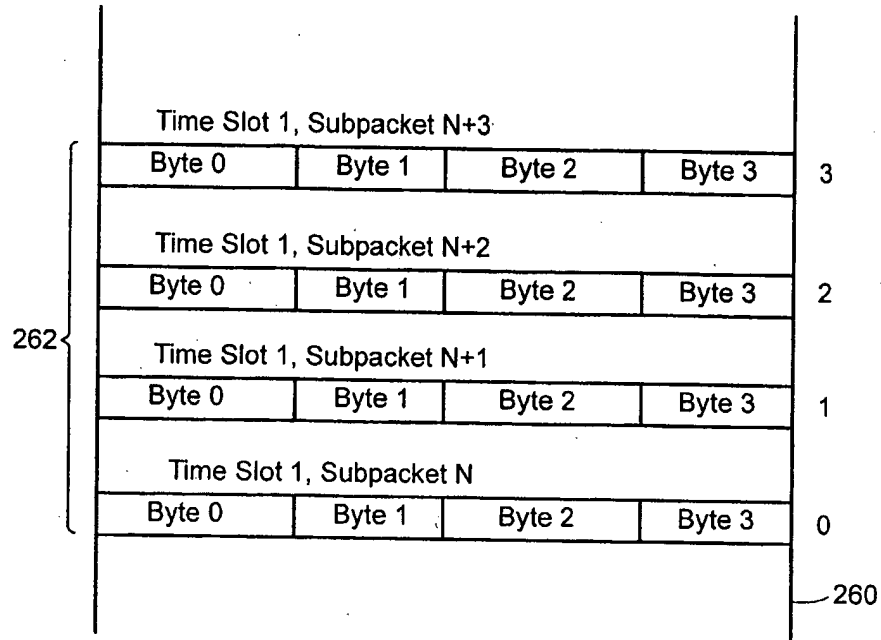 Time Slot 1, Subpacket N+3
Byte 0 Byte 1 Byte 2 Byte 3 3
Time Slot 1, Subpacket N+2
Byte 0 Byte 1 Byte 2 Byte 3 2
262
Time Slot 1, Subpacket N+1
Byte 0 Byte 1 Byte 2 Byte 3 1
Time Slot 1, Subpacket N
Byte 0 Byte 1 Byte 2 Byte 3 0
260